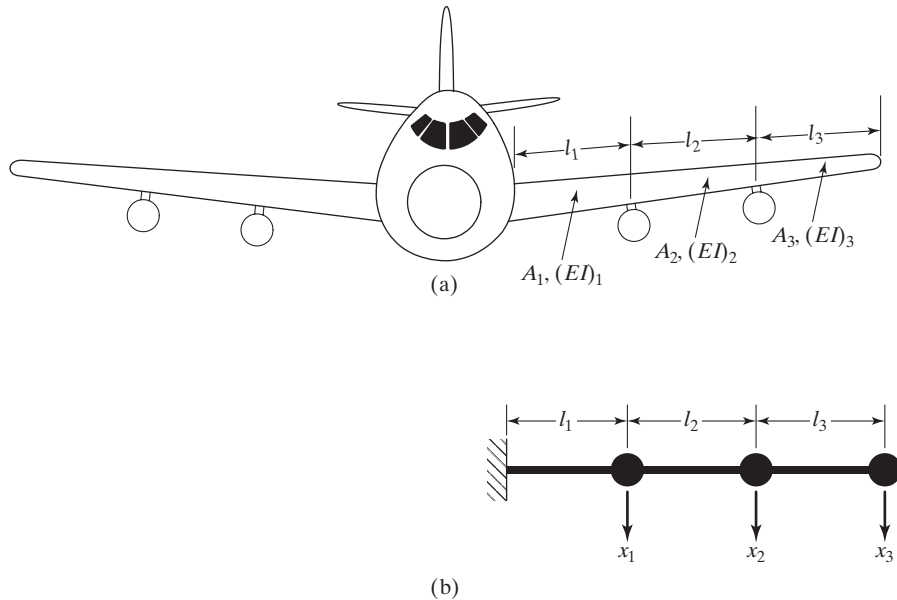 l₁ l₂ l₃
A₁, (EI)₁ A₂, (EI)₂ A₃, (EI)₃
(a)
l₁ l₂ l₃
x₁ x₂ x₃
(b)